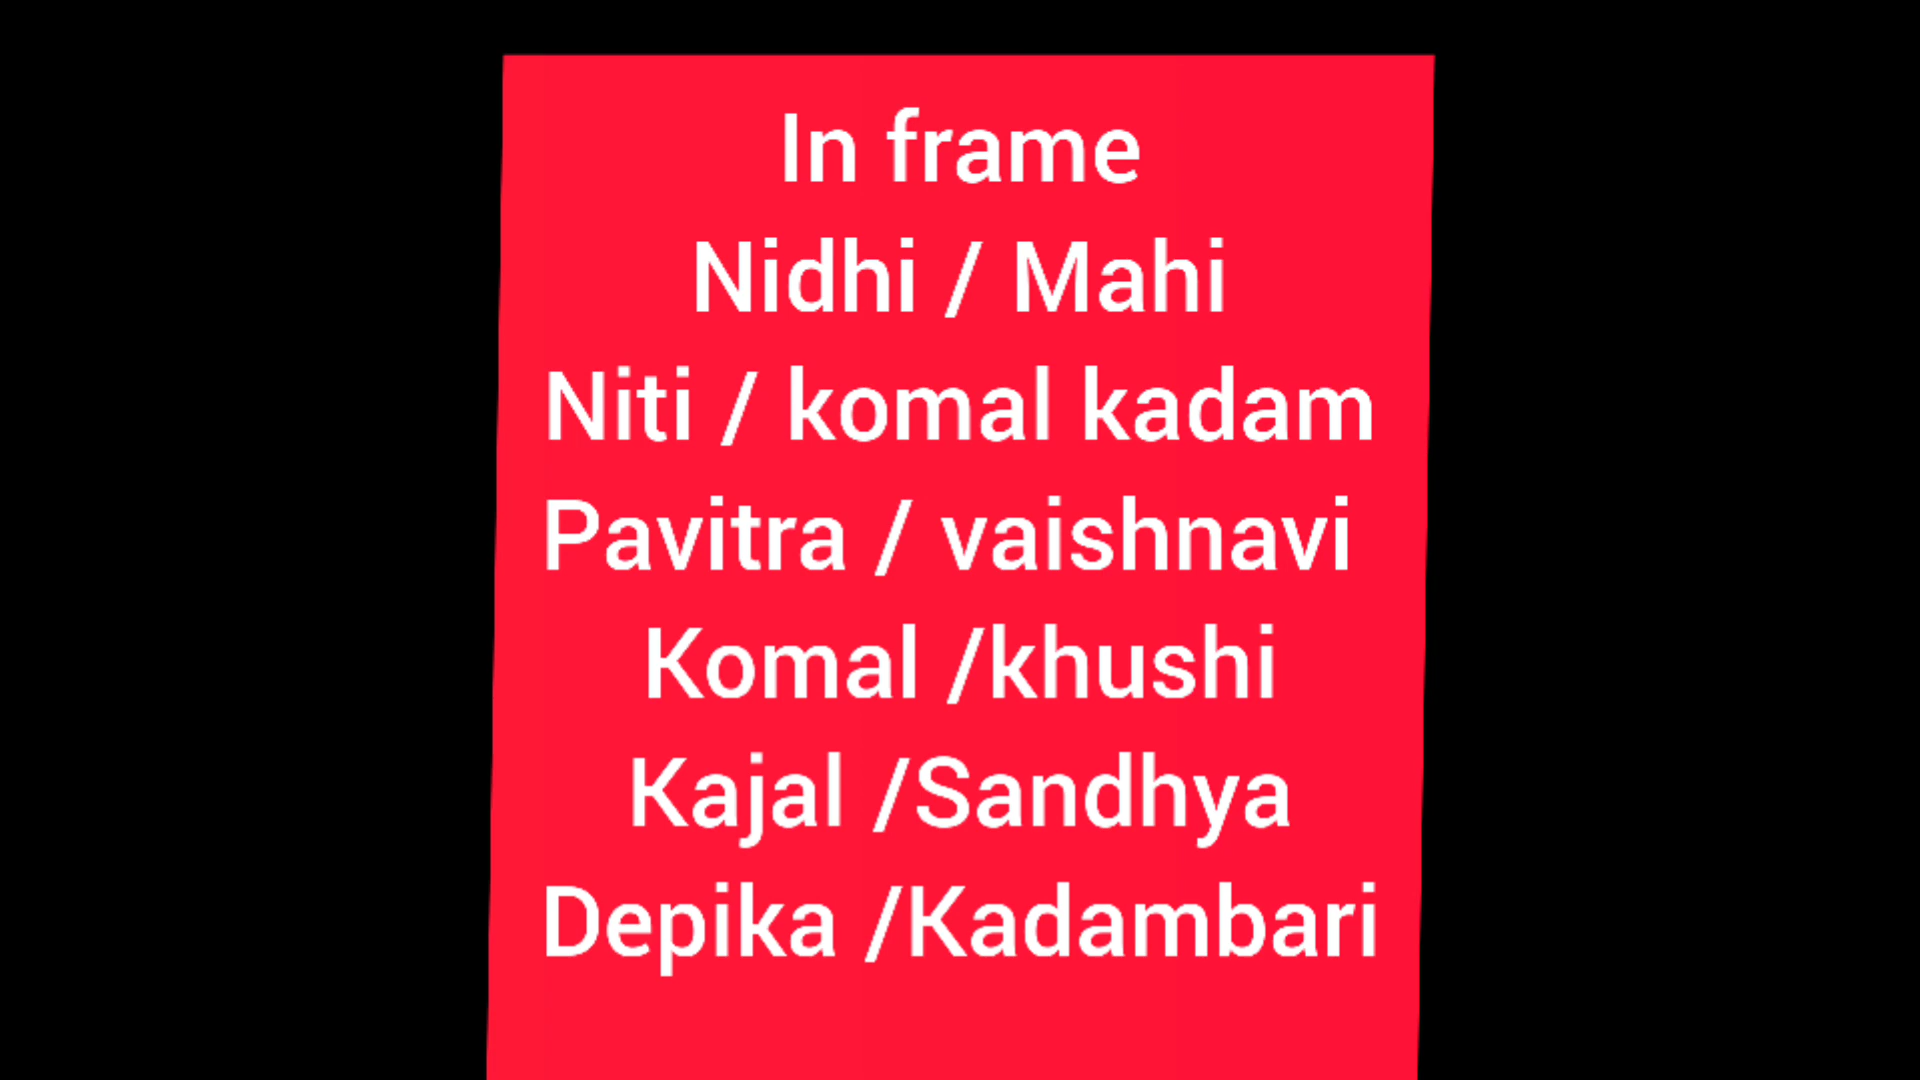 In frame
Nidhi / Mahi
Niti / komal kadam
Pavitra / vaishnavi
Komal /khushi
Kajal /Sandhya
Depika /Kadambari